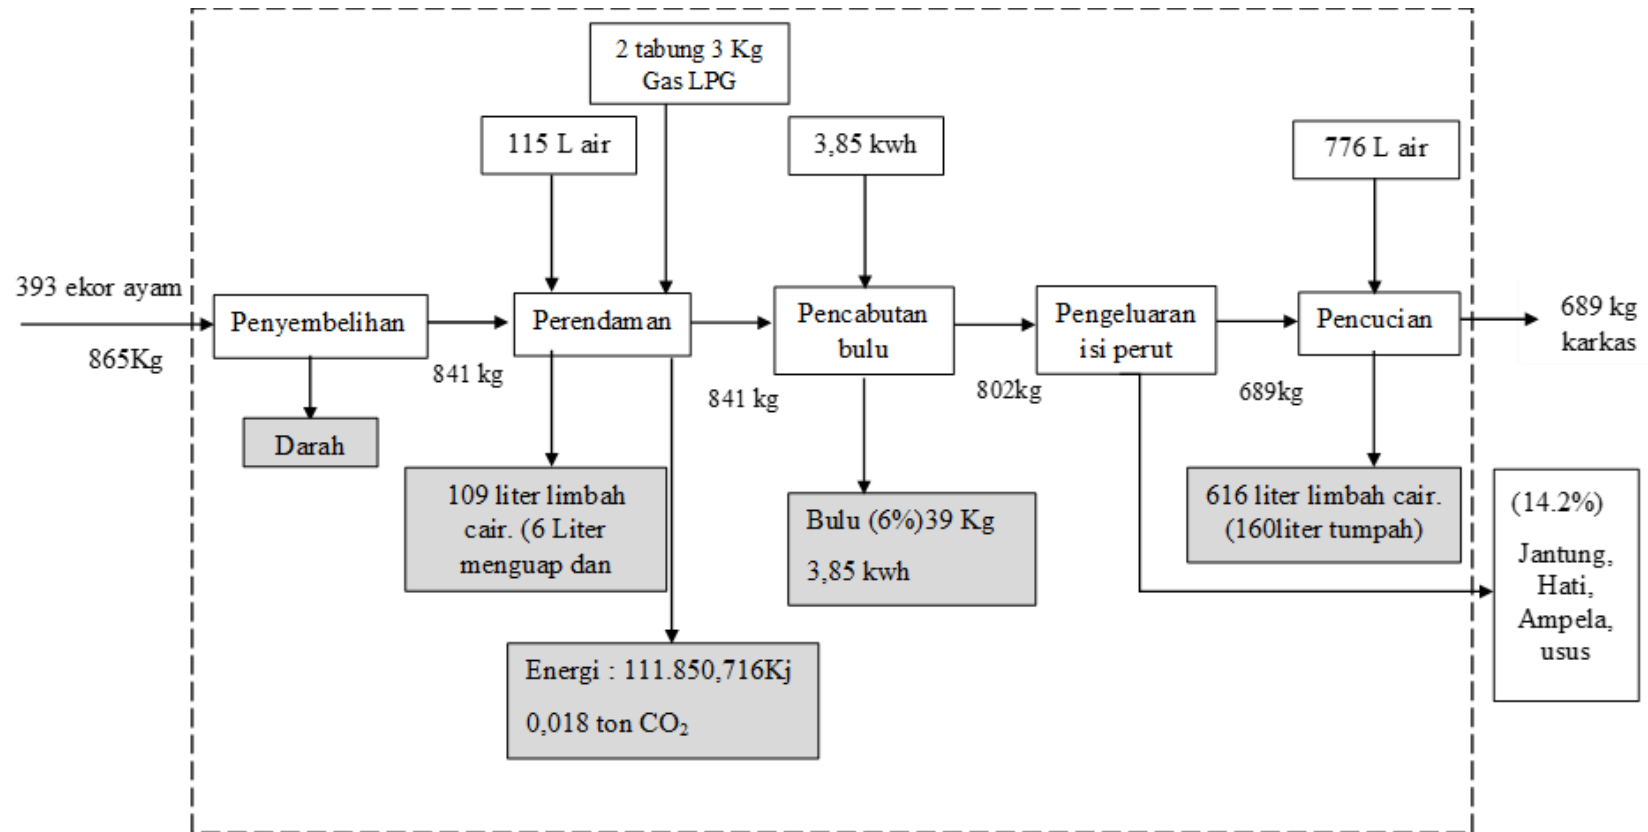 2 tabung 3 Kg
Gas LPG
115 L air
3,85 kwh
776 L air
393 ekor ayam
865Kg
Penyembelihan
841 kg
Perendaman
841 kg
Pencabutan
bulu
802kg
Pengeluaran
isi perut
689kg
Pencucian
689 kg
karkas
Darah
109 liter limbah
cair. (6 Liter
menguap dan
Bulu (6%)39 Kg
3,85 kwh
616 liter limbah cair.
(160liter tumpah)
(14.2%)
Jantung,
Hati,
Ampela,
usus
Energi : 111.850,716Kj
0,018 ton CO₂